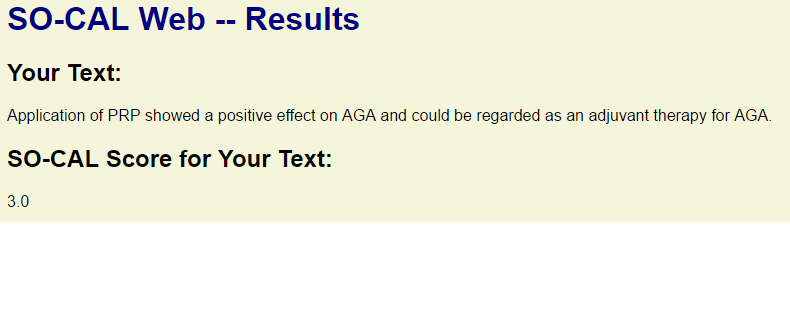 SO-CAL Web -- Results
Your Text:
Application of PRP showed a positive effect on AGA and could be regarded as an adjuvant therapy for AGA.
SO-CAL Score for Your Text:
3.0